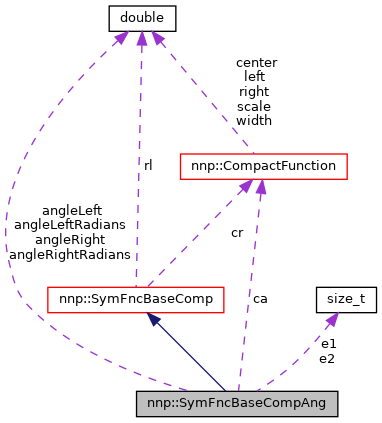 double
center
left
right
scale
width
rl
nnp::CompactFunction
angleLeft
angleLeftRadians
angleRight
angleRightRadians
cr
nnp::SymFncBaseComp
ca
size_t
e1
e2
nnp::SymFncBaseCompAng